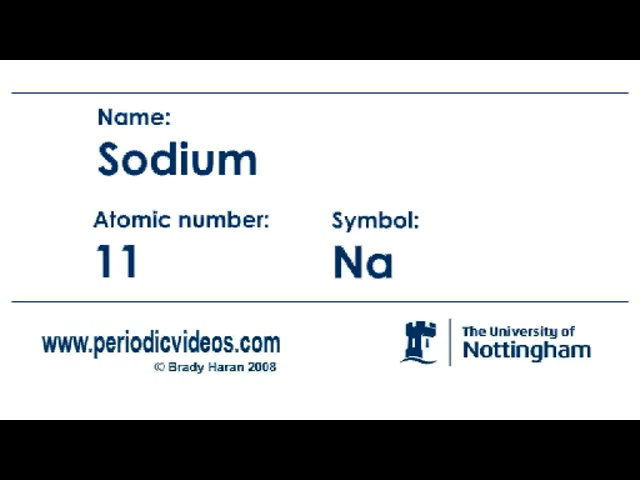 Name:
Sodium
Atomic number:
Symbol:
11
Na
www.periodicvideos.com
© Brady Haran 2008
The University of
Nottingham